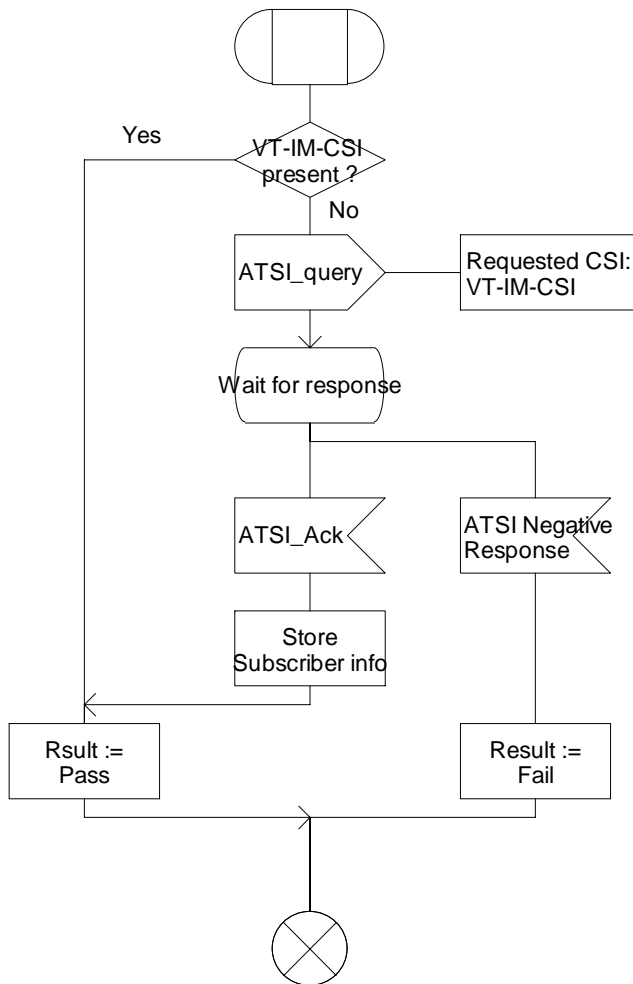 Yes
VT-IM-CSI
present ?
No
ATSI_query
Requested CSI:
VT-IM-CSI
Wait for response
ATSI_Ack
ATSI Negative
Response
Store
Subscriber info
Rsult :=
Pass
Result :=
Fail